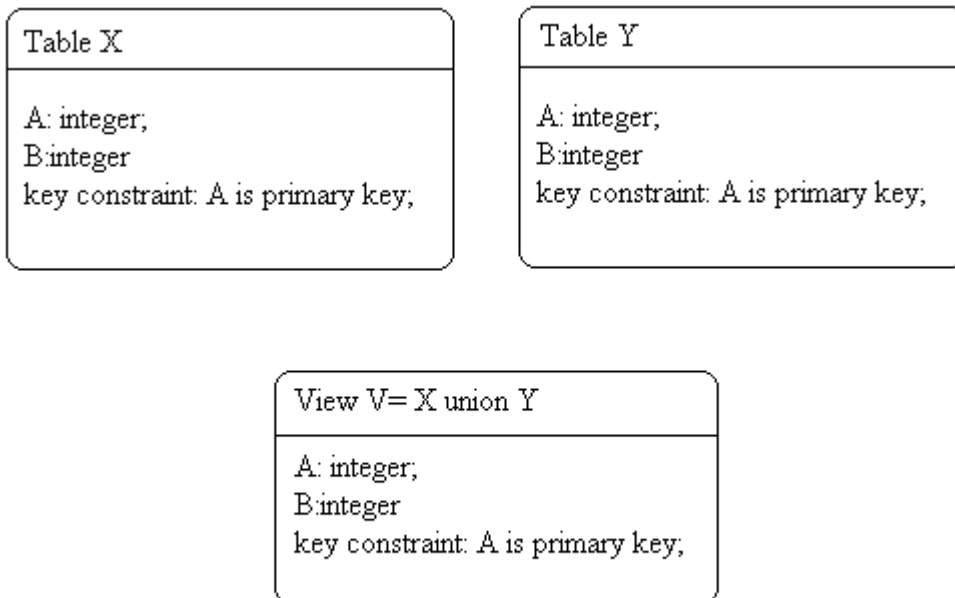 Table X
A: integer;
B:integer
key constraint: A is primary key;
Table Y
A: integer;
B:integer
key constraint: A is primary key;
View V= X union Y
A: integer;
B:integer
key constraint: A is primary key;